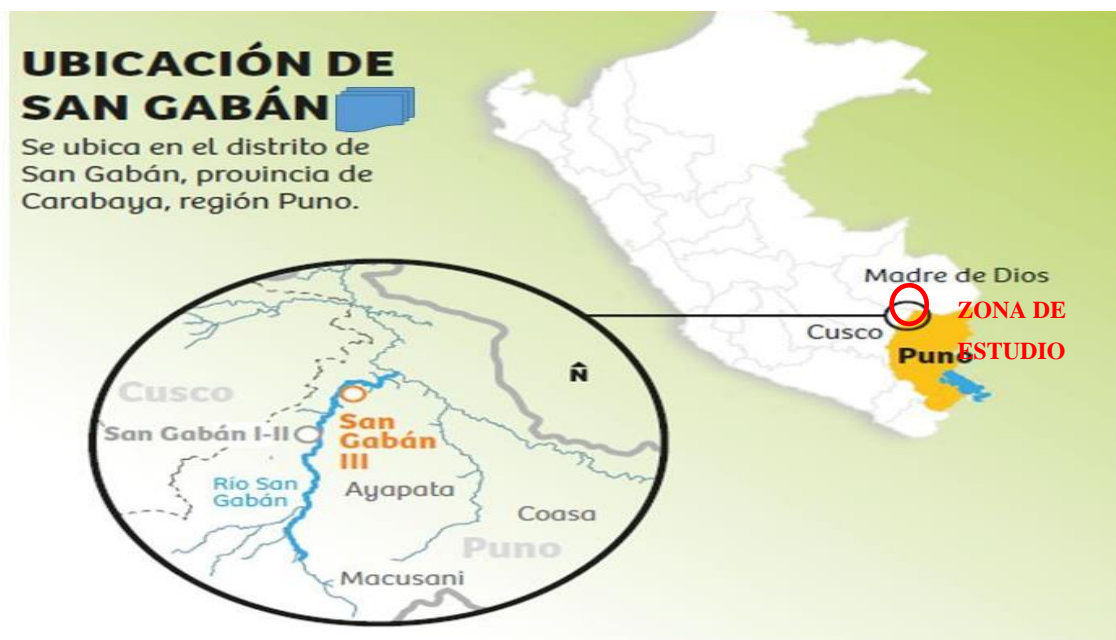 UBICACIÓN DE
SAN GABÁN
Se ubica en el distrito de
San Gabán, provincia de
Carabaya, región Puno.
Madre de Dios
ZONA DE
Cusco
Puno
ESTUDIO
N
Cusco
San Gabán I-II
San
Gabán
III
Río San
Gabán
Ayapata
Coasa
Puno
Macusani